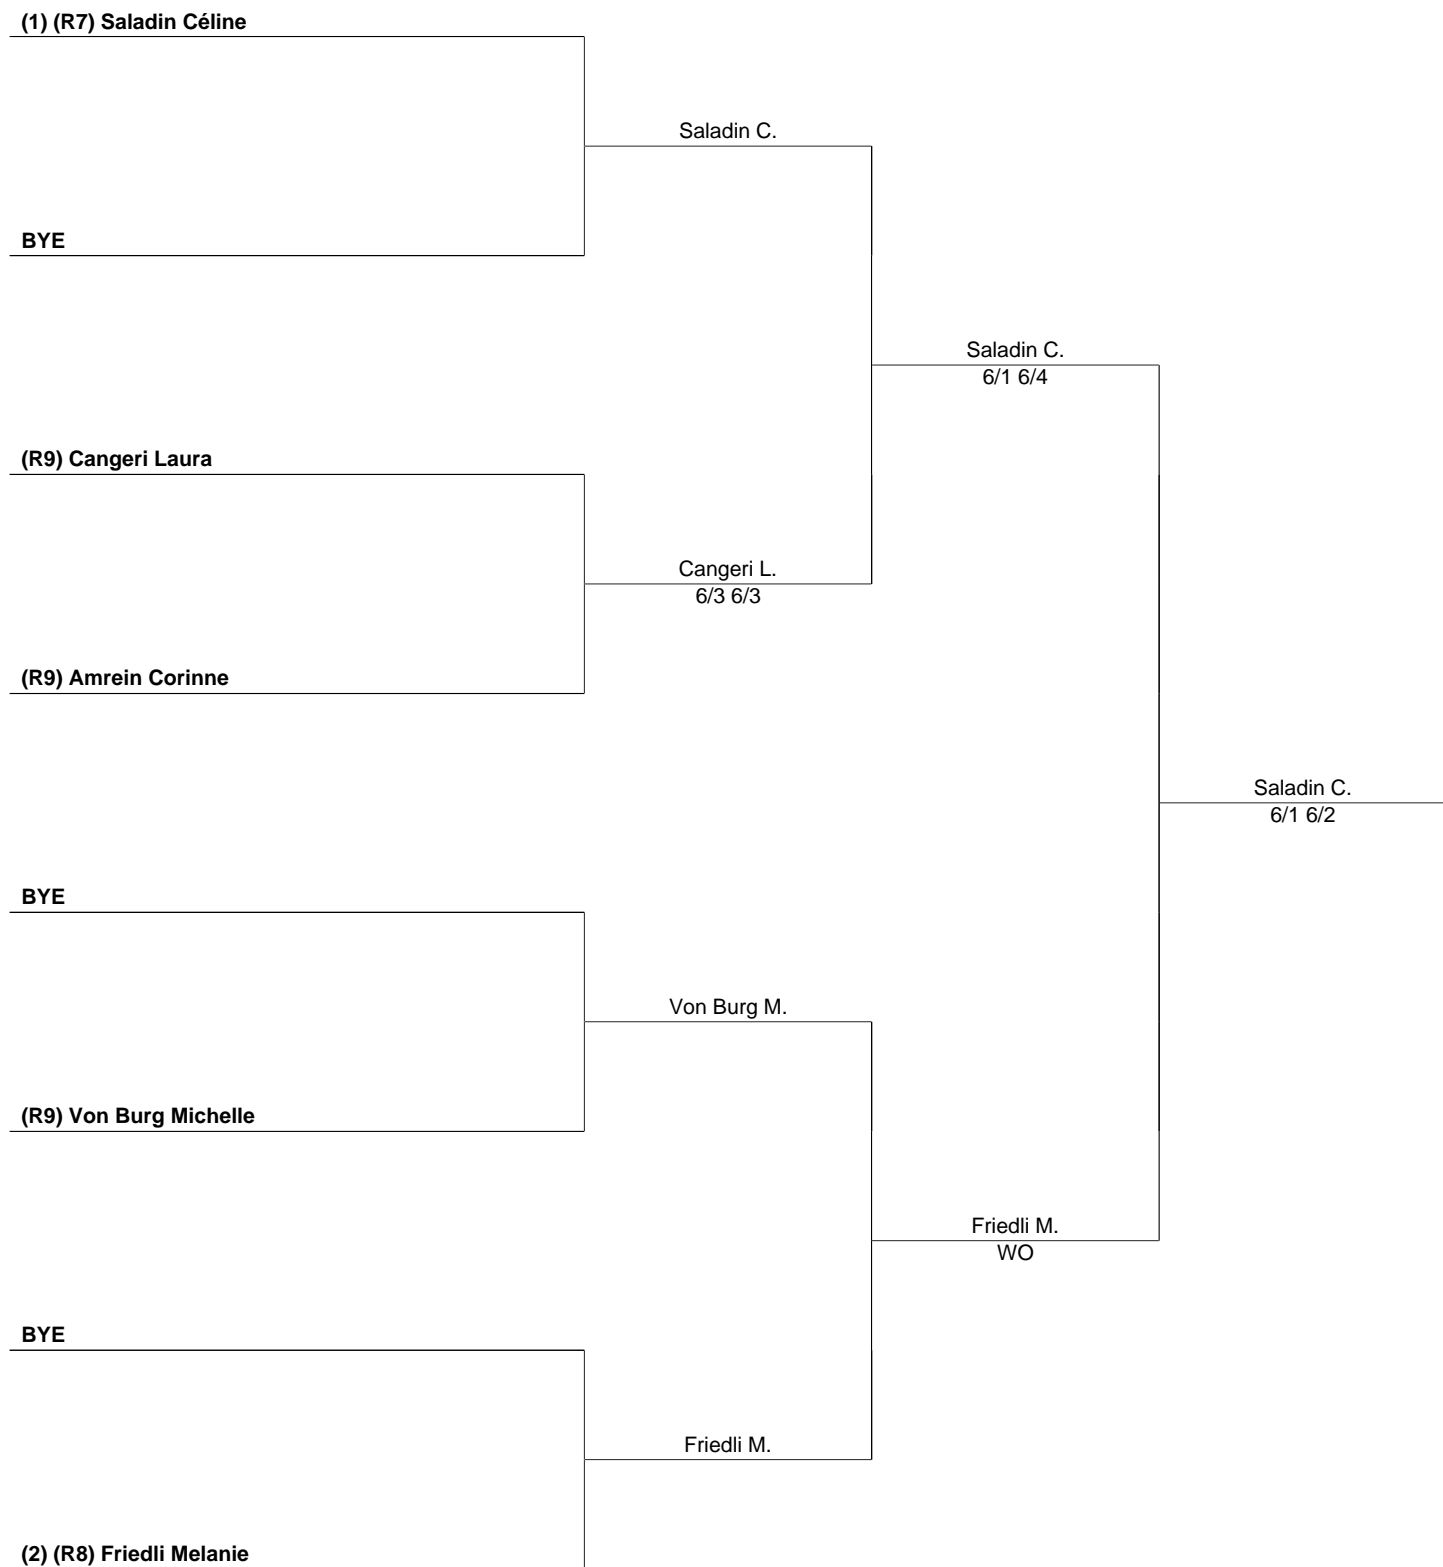 (1) (R7) Saladin Céline
Saladin C.
BYE
Saladin C.
6/1 6/4
(R9) Cangeri Laura
Cangeri L.
6/3 6/3
(R9) Amrein Corinne
Saladin C.
6/1 6/2
BYE
Von Burg M.
(R9) Von Burg Michelle
Friedli M.
WO
BYE
Friedli M.
(2) (R8) Friedli Melanie